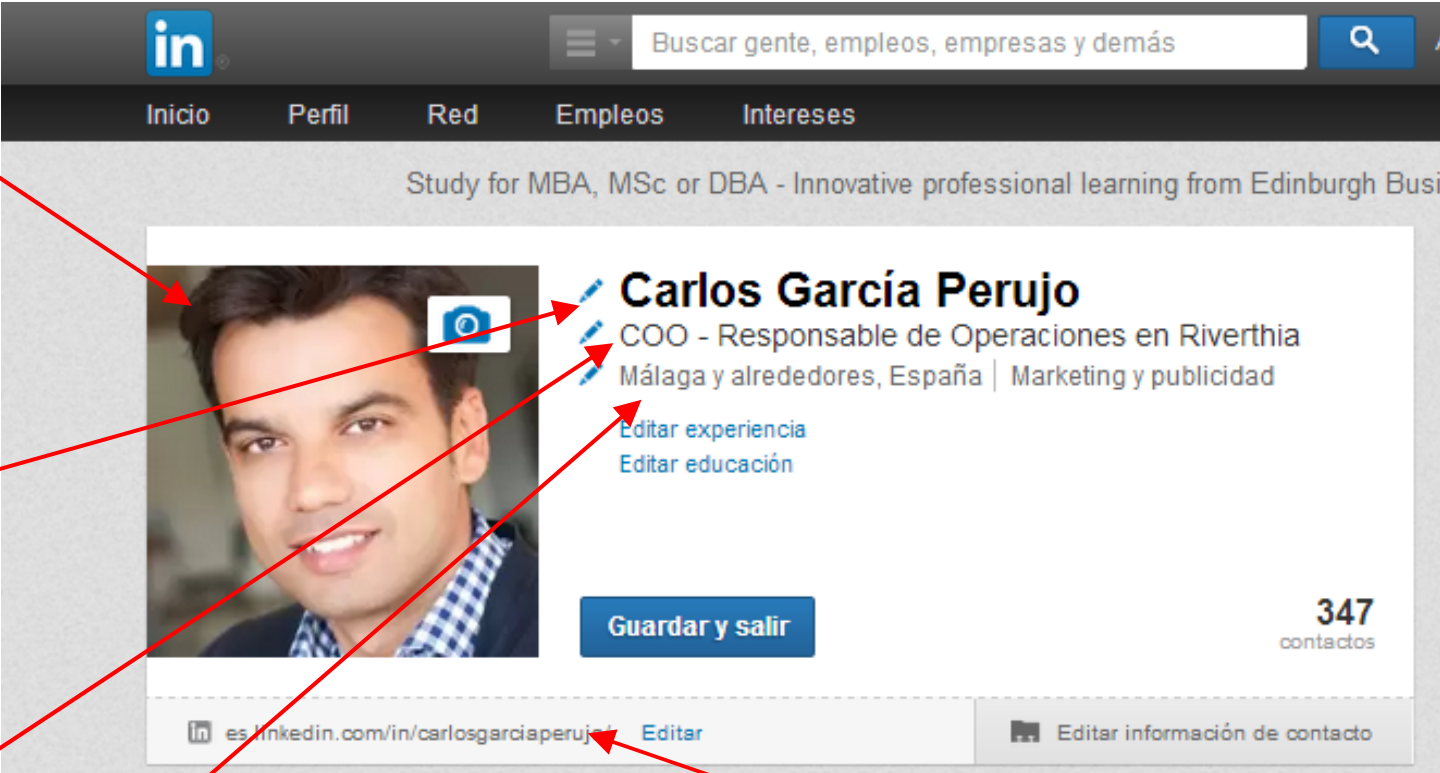 in
Buscar gente, empleos, empresas y demás
Inicio Perfil Red Empleos Intereses
Study for MBA, MSc or DBA - Innovative professional learning from Edinburgh Busi
Carlos García Perujo
COO - Responsable de Operaciones en Riverthia
Málaga y alrededores, España | Marketing y publicidad
Editar experiencia
Editar educación
Guardar y salir
347
contactos
in es.linkedin.com/in/carlosgarciaperujo/ Editar
Editar información de contacto